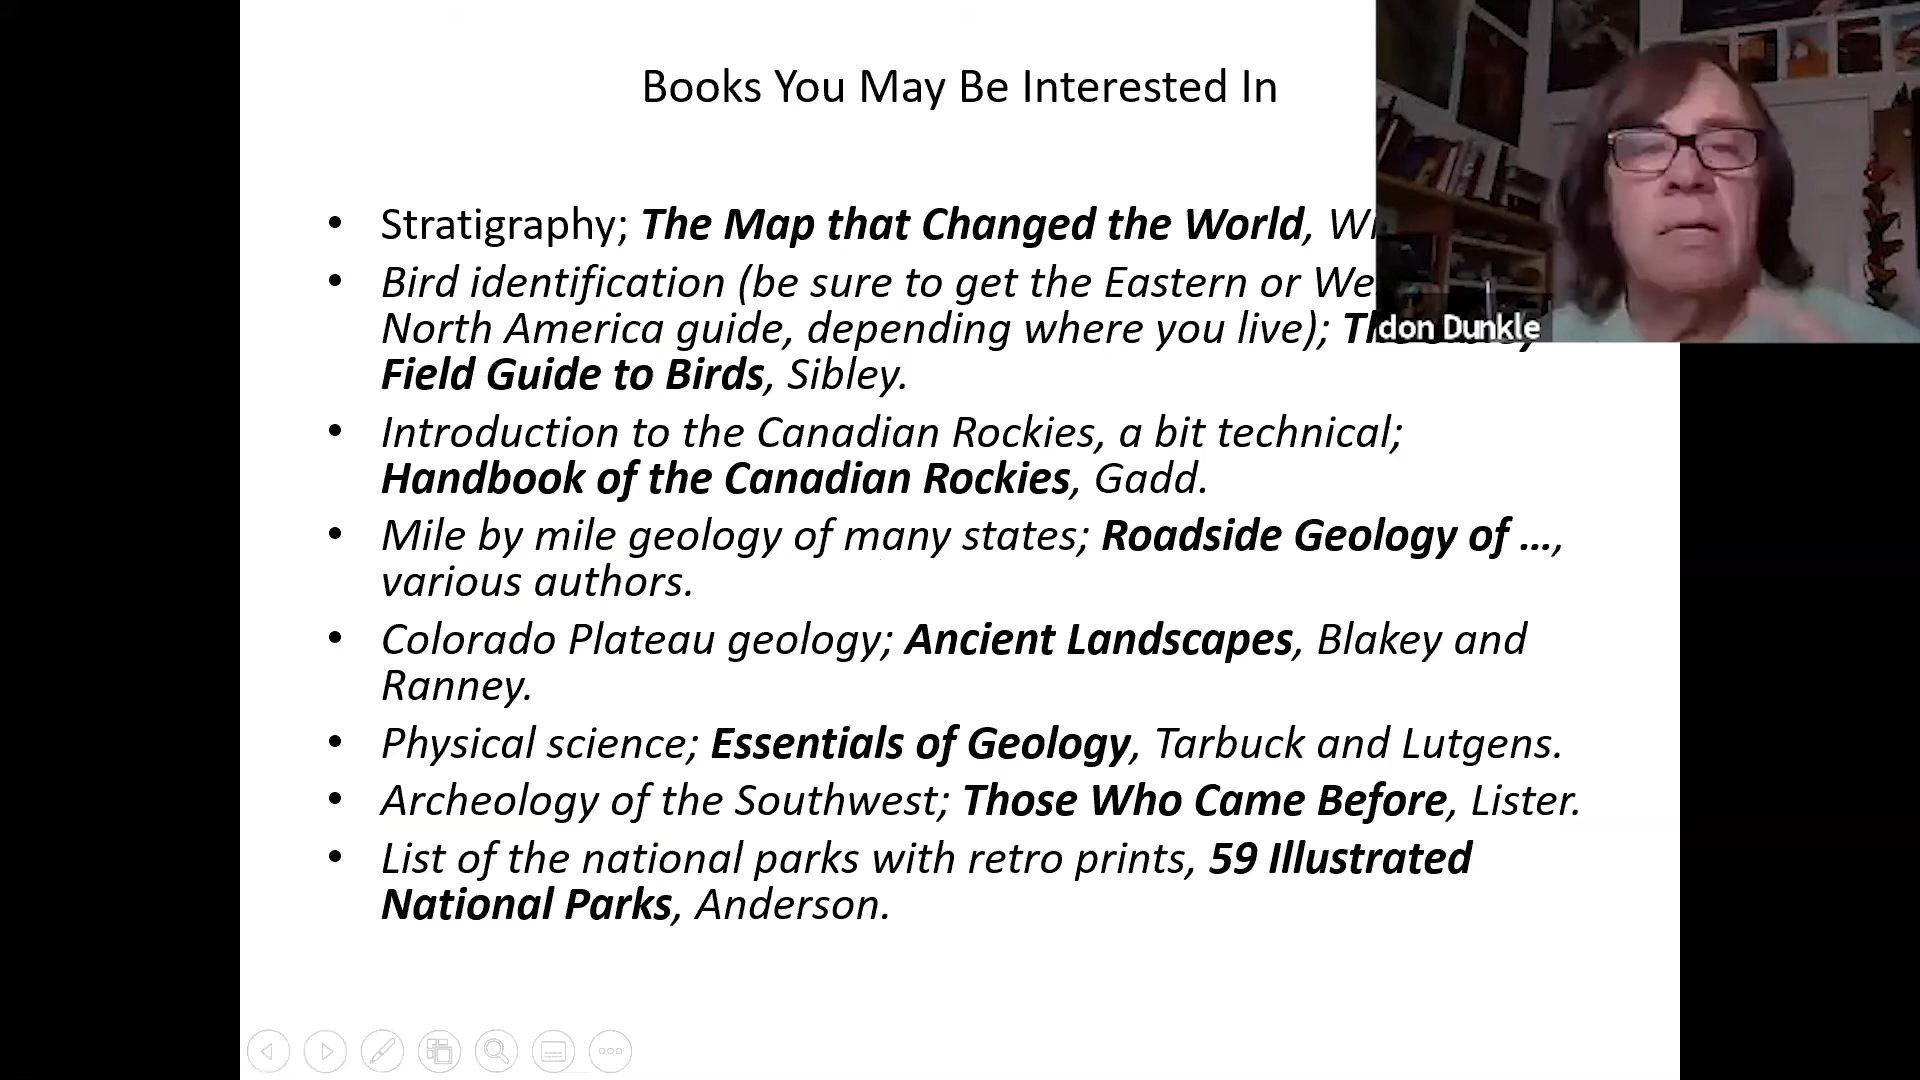 Books You May Be Interested In
• Stratigraphy; The Map that Changed the World,
• Bird identification (be sure to get the Eastern or
North America guide, depending where you live);
Field Guide to Birds, Sibley.
• Introduction to the Canadian Rockies, a bit technical;
Handbook of the Canadian Rockies, Gadd.
• Mile by mile geology of many states; Roadside Geology of …,
various authors.
• Colorado Plateau geology; Ancient Landscapes, Blakey and
Ranney.
• Physical science; Essentials of Geology, Tarbuck and Lutgens.
• Archeology of the Southwest; Those Who Came Before, Lister.
• List of the national parks with retro prints, 59 Illustrated
National Parks, Anderson.
don Dunkle